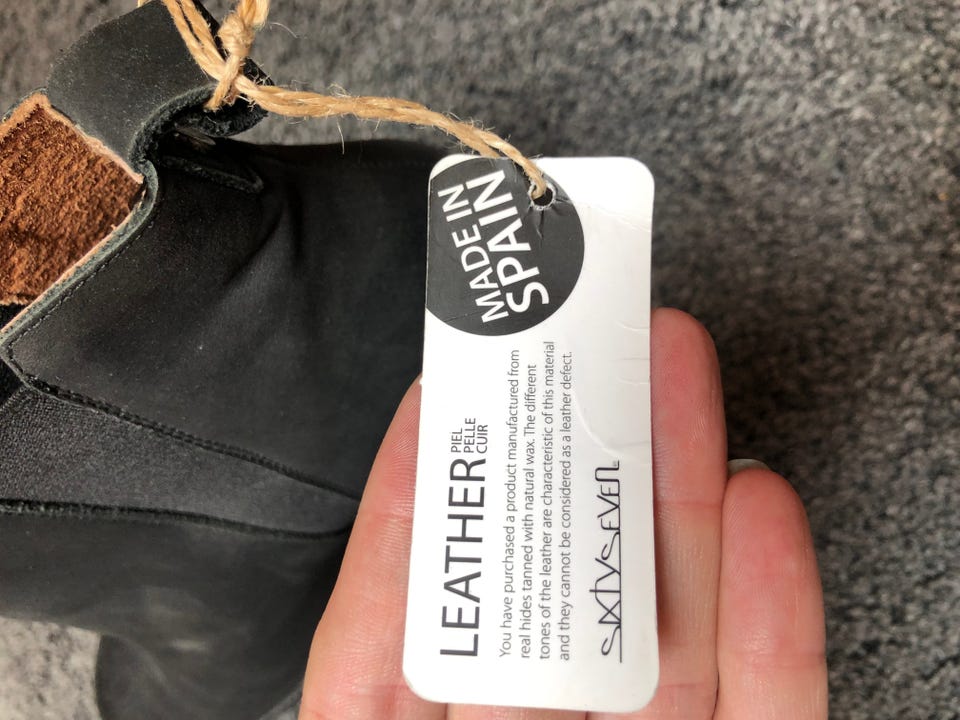 MADE IN
SPAIN
LEATHER
PIEL
PELLE
CUIR
You have purchased a product manufactured from
real hides tanned with natural wax. The different
tones of the leather are characteristic of this material
and they cannot be considered as a leather defect.
SIXTYSEVEN